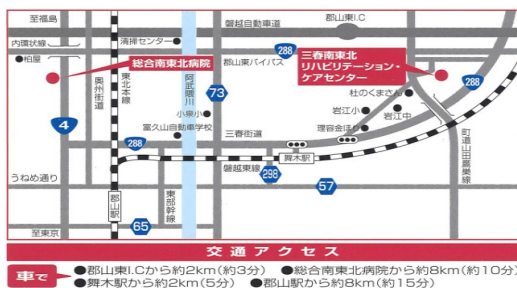 至福島
磐越自動車道
郡山東I.C
内環状線
清掃センター
288
柏屋
総合南東北病院
郡山東バイパス
三春南東北
リハビリテーション・
ケアセンター
288
奥州街道
東北本線
阿武隈川
73
杜のくまさん
小泉小
岩江小
岩江中
4
富久山自動車学校
三春街道
理容金ぼり
288
舞木駅
町道山田嘉樂線
磐越東線
298
うねめ通り
57
郡山駅
東部幹線
65
至東京
交通アクセス
車で
●郡山東I.Cから約2km(約3分) ●総合南東北病院から約8km(約10分)
●舞木駅から約2km(5分) ●郡山駅から約8km(約15分)